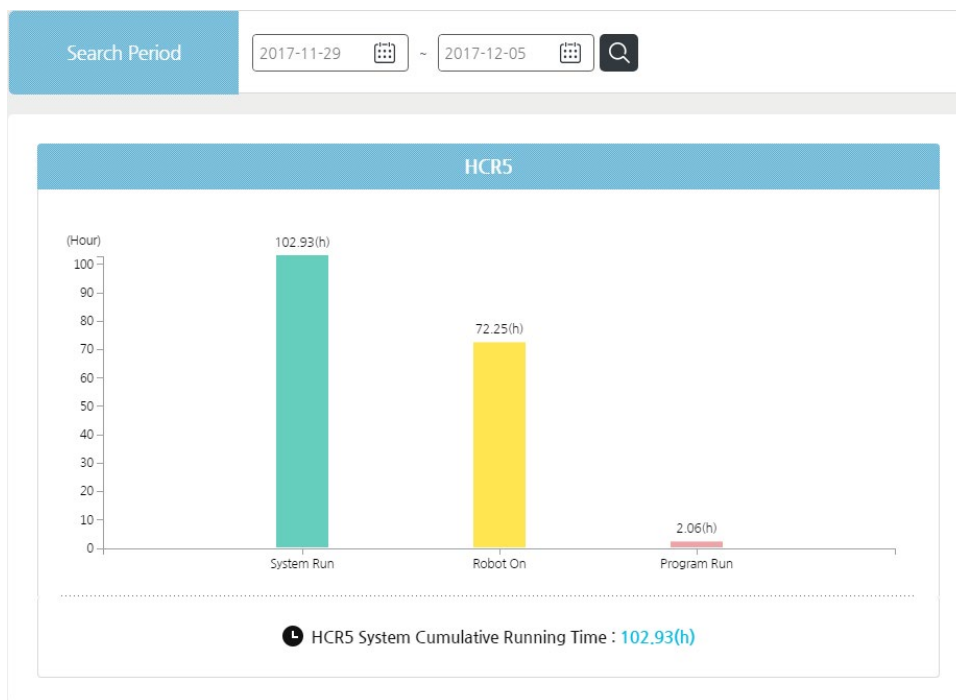 Search Period 2017-11-29 ~ 2017-12-05
HCR5
(Hour)
102.93(h)
100
90
80
72.25(h)
70
60
50
40
30
20
10
2.06(h)
0
System Run Robot On Program Run
HCR5 System Cumulative Running Time : 102.93(h)